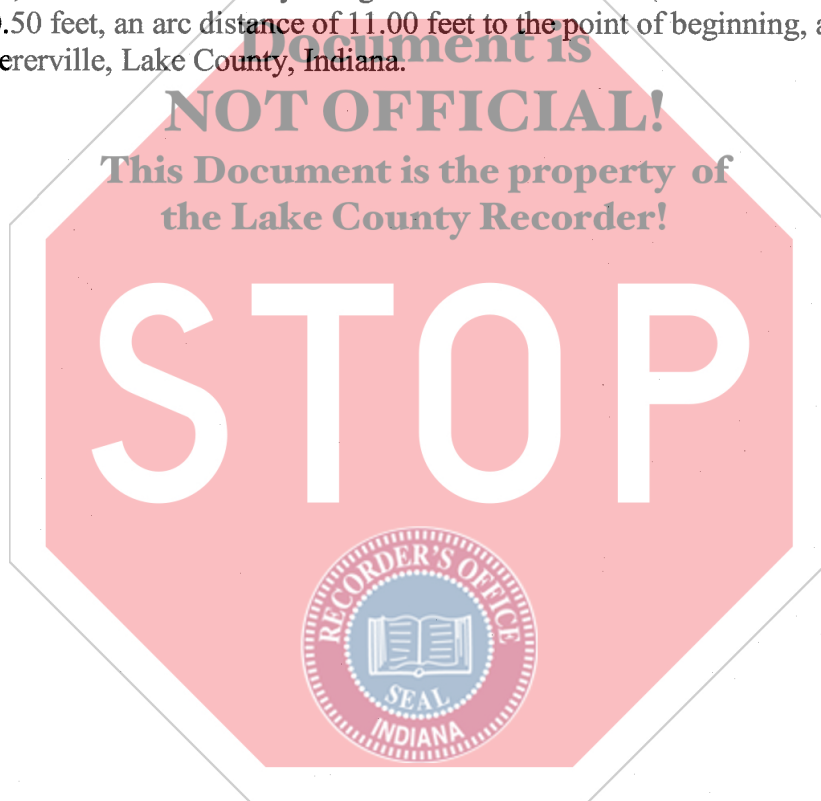 .50 feet, an arc distance of 11.00 feet to the point of beginning, a
ererville, Lake County, Indiana.
Document is
NOT OFFICIAL!
This Document is the property of
the Lake County Recorder!
STOP
RECORDER'S OFFICE
SEAL
INDIANA